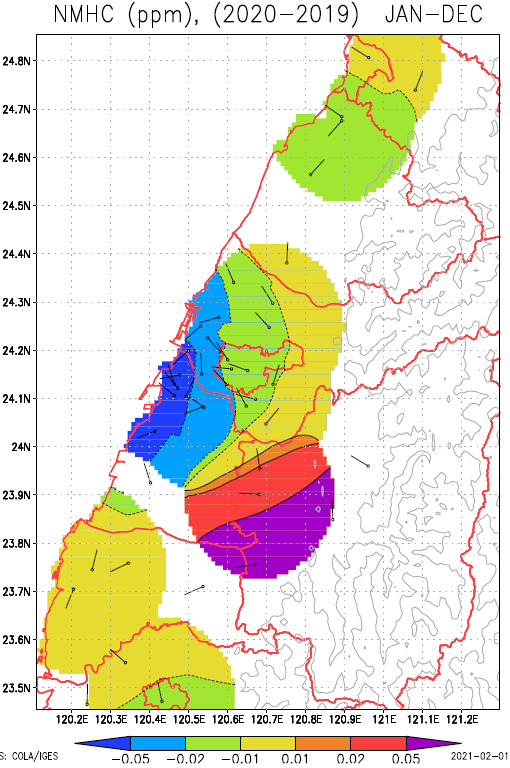 NMHC (ppm), (2020−2019) JAN−DEC
24.8N
24.7N
24.6N
24.5N
24.4N
24.3N
24.2N
24.1N
24N
23.9N
23.8N
23.7N
23.6N
23.5N
120.2E 120.3E 120.4E 120.5E 120.6E 120.7E 120.8E 120.9E 121E 121.1E 121.2E
−0.05 −0.02 −0.01 0.01 0.02 0.05
S: COLA/IGES 2021−02−01